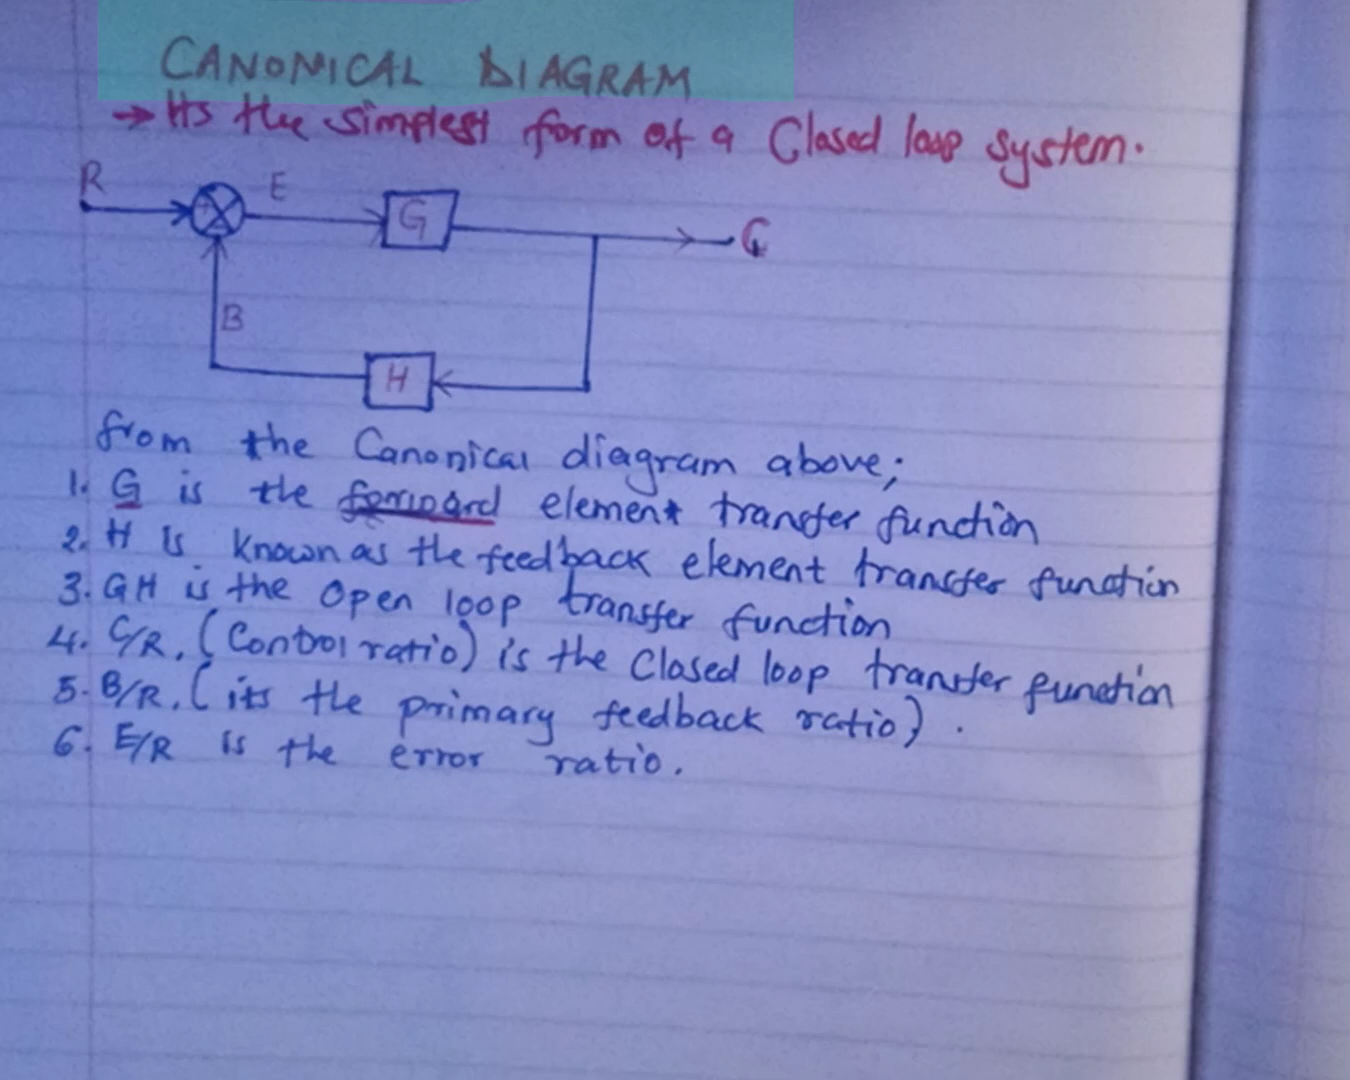 CANONICAL DIAGRAM
→ Its the simplest form of a Closed loop system.
R
E
G
C
B
H
from the Canonical diagram above;
1. G is the forward element transfer function
2. H is known as the feedback element transfer function
3. GH is the Open loop transfer function
4. C/R, (Control ratio) is the Closed loop transfer function
5. B/R, (its the primary feedback ratio).
6. E/R is the error ratio.